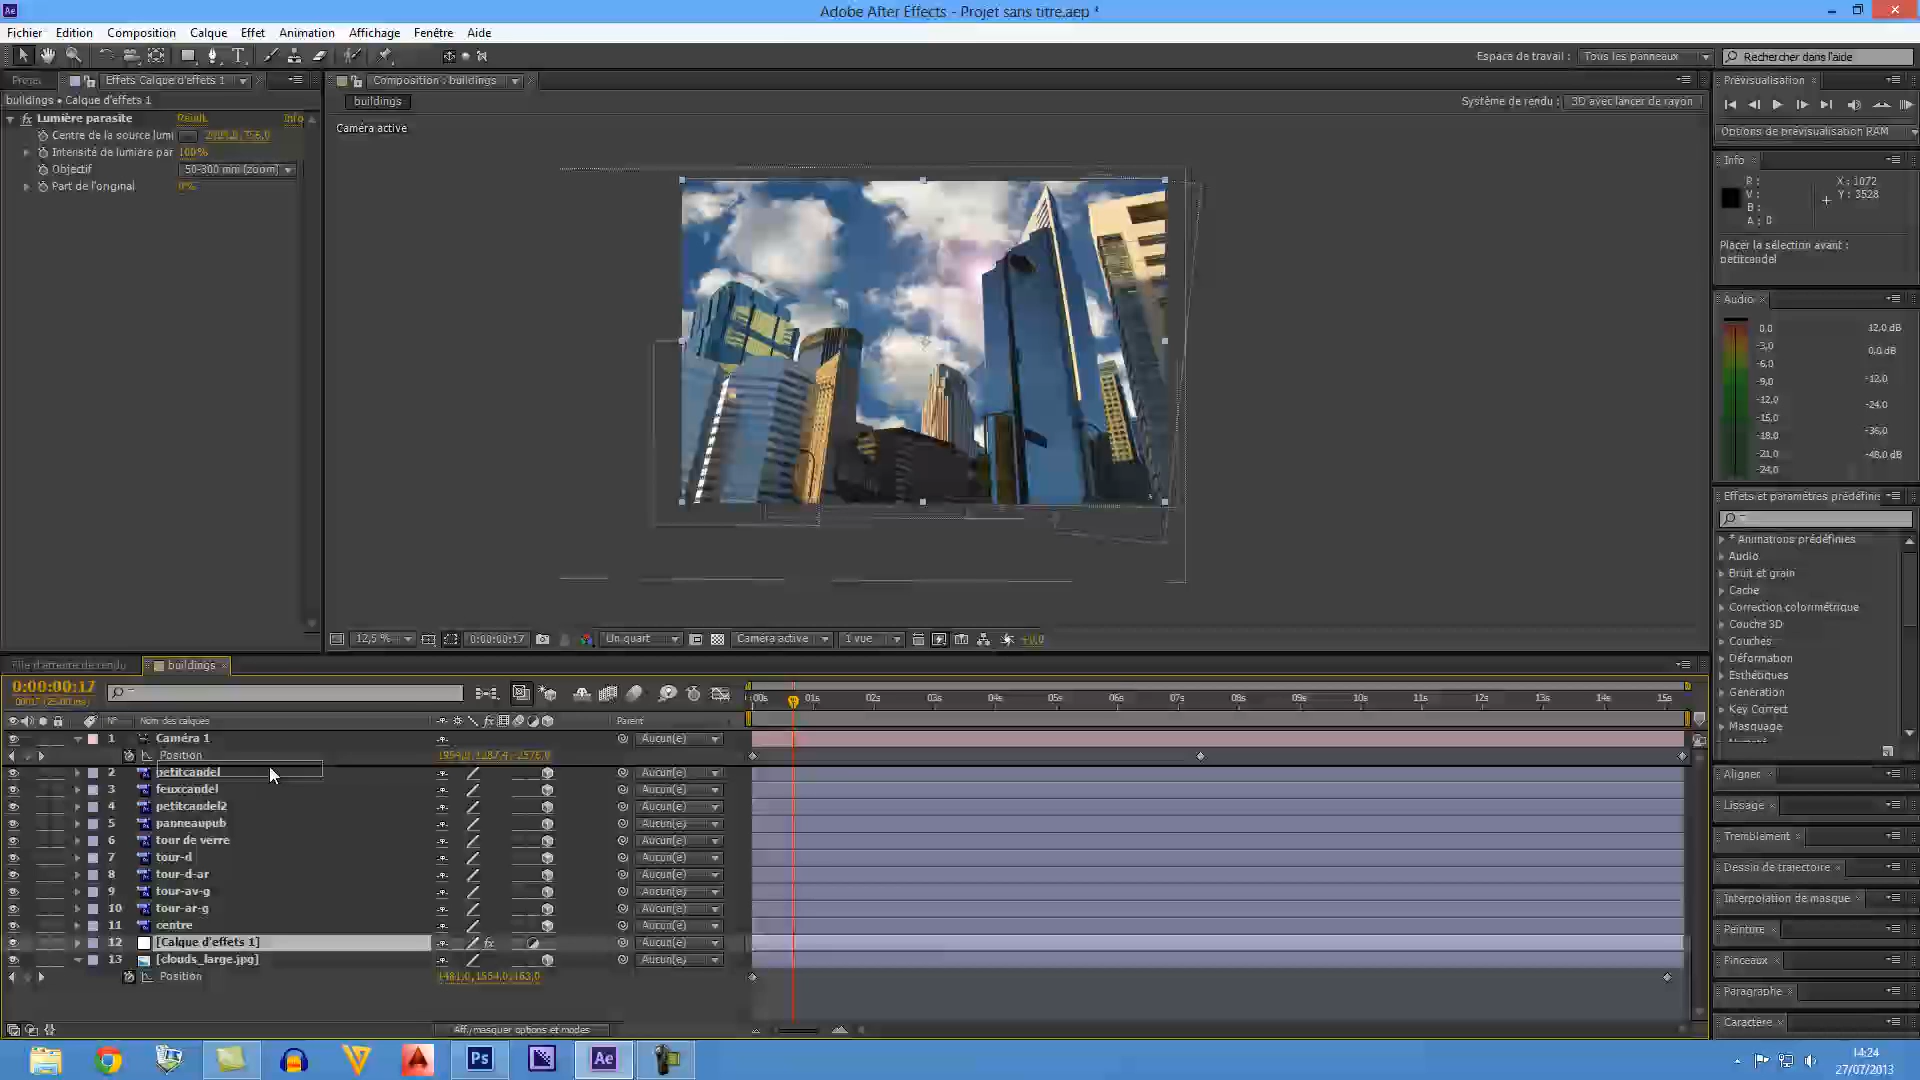 Adobe After Effects - Projet sans titre.aep *
Fichier Edition Composition Calque Effet Animation Affichage Fenêtre Aide
Espace de travail : Tous les panneaux
Rechercher dans l'aide
Projet
Effets Calque d'effets 1
buildings • Calque d'effets 1
Lumière parasite
Centre de la source lumi
Intensité de lumière par 100%
Objectif 50-300 mm (zoom)
Part de l'original 0%
Composition : buildings
buildings
Système de rendu : 3D avec lancer de rayon
Caméra active
12,5 % 0:00:00:17 Un quart Caméra active 1 vue +0,0
Prévisualisation
Options de prévisualisation RAM
Info
R :
V :
B :
A : 0
X : 1072
Y : 3528
Placer la sélection avant :
petitcandel
Audio
0,0
-3,0
-6,0
-9,0
-12,0
-15,0
-18,0
-21,0
-24,0
12,0 dB
0,0 dB
-12,0
-24,0
-36,0
-48,0 dB
Effets et paramètres prédéfinis
* Animations prédéfinies
Audio
Bruit et grain
Cache
Correction colorimétrique
Couche 3D
Couches
Déformation
Esthétiques
Génération
Key Correct
Masquage
Aligner
Lissage
Tremblement
Dessin de trajectoire
Interpolation de masque
Peinture
Pinceaux
Paragraphe
Caractère
File d'attente de rendu
buildings
0:00:00:17
N° Nom des calques Parent
:00s 01s 02s 03s 04s 05s 06s 07s 08s 09s 10s 11s 12s 13s 14s 15s
1 Caméra 1 Aucun(e)
Position
2 petitcandel Aucun(e)
3 feuxcandel Aucun(e)
4 petitcandel2 Aucun(e)
5 panneaupub Aucun(e)
6 tour de verre Aucun(e)
7 tour-d Aucun(e)
8 tour-d-ar Aucun(e)
9 tour-av-g Aucun(e)
10 tour-ar-g Aucun(e)
11 centre Aucun(e)
12 [Calque d'effets 1] Aucun(e)
13 [clouds_large.jpg] Aucun(e)
Position 1481,0,1554,0,163,0
Aff./masquer options et modes
Ps
Ae
14:24
27/07/2013